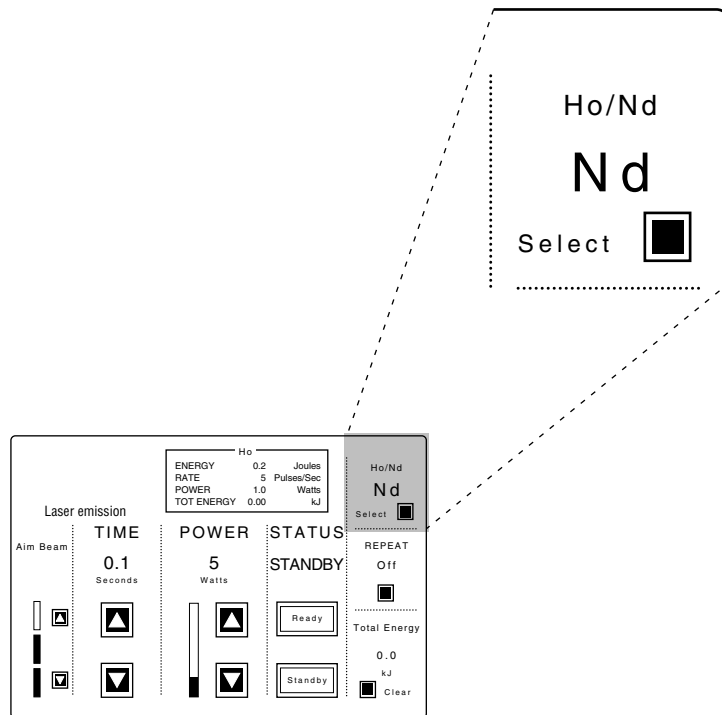 Ho/Nd
Nd
Select
Ho
ENERGY 0.2 Joules
RATE 5 Pulses/Sec
POWER 1.0 Watts
TOT ENERGY 0.00 kJ
Ho/Nd
Nd
Select
Laser emission
Aim Beam
TIME
0.1
Seconds
POWER
5
Watts
STATUS
STANDBY
Ready
Standby
REPEAT
Off
Total Energy
0.0
kJ
Clear